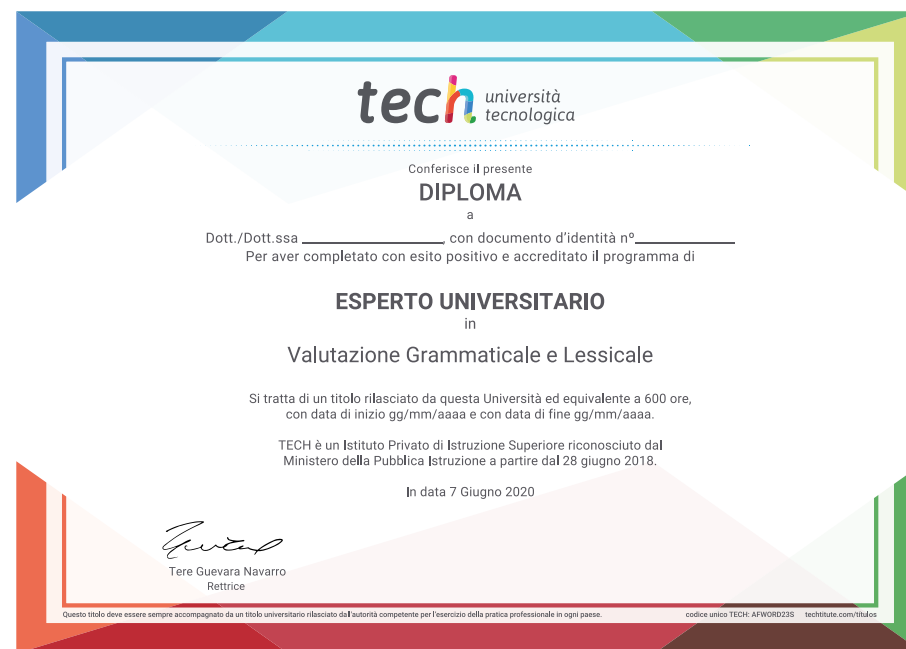 tech università
tecnologica
Conferisce il presente
DIPLOMA
a
Dott./Dott.ssa ____________________, con documento d'identità nº______________
Per aver completato con esito positivo e accreditato il programma di
ESPERTO UNIVERSITARIO
in
Valutazione Grammaticale e Lessicale
Si tratta di un titolo rilasciato da questa Università ed equivalente a 600 ore,
con data di inizio gg/mm/aaaa e con data di fine gg/mm/aaaa.
TECH è un Istituto Privato di Istruzione Superiore riconosciuto dal
Ministero della Pubblica Istruzione a partire dal 28 giugno 2018.
In data 7 Giugno 2020
Tere Guevara Navarro
Rettrice
Questo titolo deve essere sempre accompagnato da un titolo universitario rilasciato dall'autorità competente per l'esercizio della pratica professionale in ogni paese. codice unico TECH: AFWORD23S techtitute.com/titulos